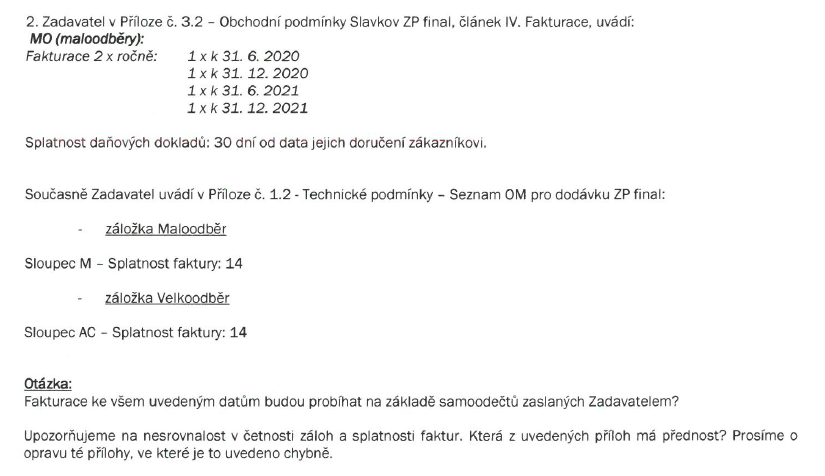 2. Zadavatel v Příloze č. 3.2 – Obchodní podmínky Slavkov ZP final, článek IV. Fakturace, uvádí:
MO (maloodběry):
Fakturace 2 x ročně: 1 x k 31. 6. 2020
1 x k 31. 12. 2020
1 x k 31. 6. 2021
1 x k 31. 12. 2021
Splatnost daňových dokladů: 30 dní od data jejich doručení zákazníkovi.
Současně Zadavatel uvádí v Příloze č. 1.2 - Technické podmínky – Seznam OM pro dodávku ZP final:
- záložka Maloodběr
Sloupec M – Splatnost faktury: 14
- záložka Velkoodběr
Sloupec AC – Splatnost faktury: 14
Otázka:
Fakturace ke všem uvedeným datům budou probíhat na základě samoodečtů zaslaných Zadavatelem?
Upozorňujeme na nesrovnalost v četnosti záloh a splatnosti faktur. Která z uvedených příloh má přednost? Prosíme o
opravu té přílohy, ve které je to uvedeno chybně.